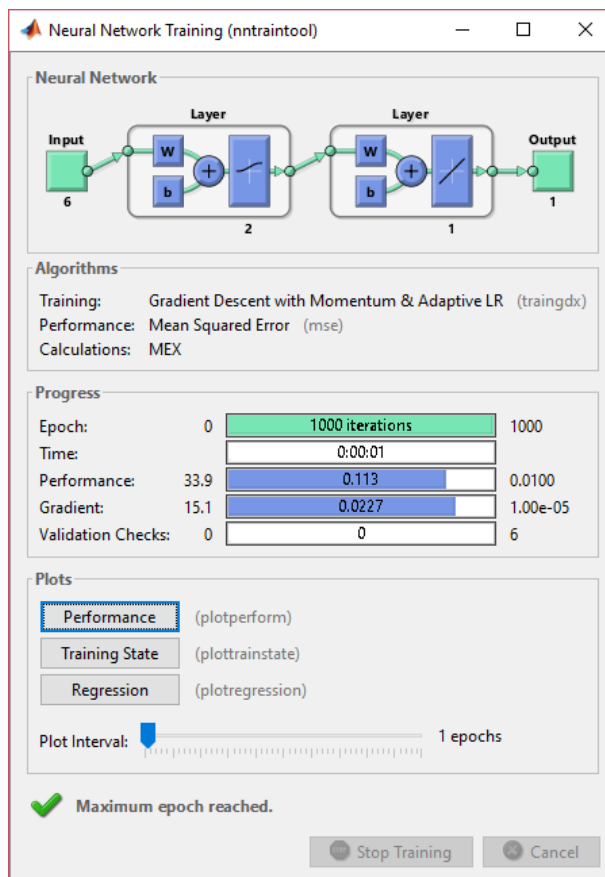 Neural Network Training (nntraintool)
Neural Network
Layer Layer
Input Output
W W
+ +
b b
6 1
2 1
Algorithms
Training: Gradient Descent with Momentum & Adaptive LR (traingdx)
Performance: Mean Squared Error (mse)
Calculations: MEX
Progress
Epoch: 0 1000 iterations 1000
Time: 0:00:01
Performance: 33.9 0.113 0.0100
Gradient: 15.1 0.0227 1.00e-05
Validation Checks: 0 0 6
Plots
Performance (plotperform)
Training State (plottrainstate)
Regression (plotregression)
Plot Interval: 1 epochs
Maximum epoch reached.
Stop Training Cancel